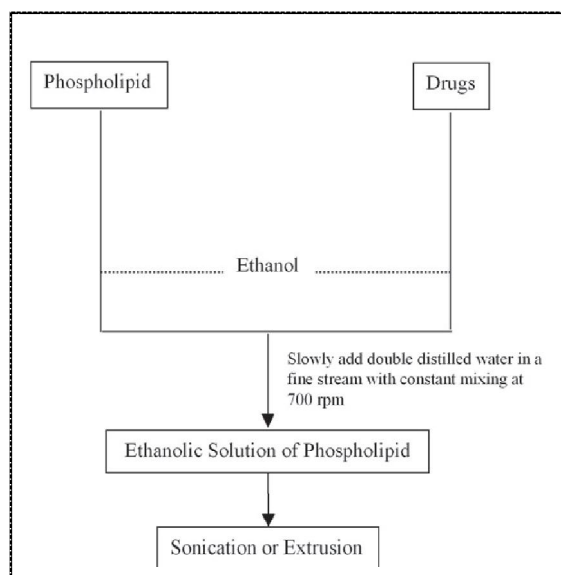 Phospholipid
Drugs
Ethanol
Slowly add double distilled water in a
fine stream with constant mixing at
700 rpm
Ethanolic Solution of Phospholipid
Sonication or Extrusion